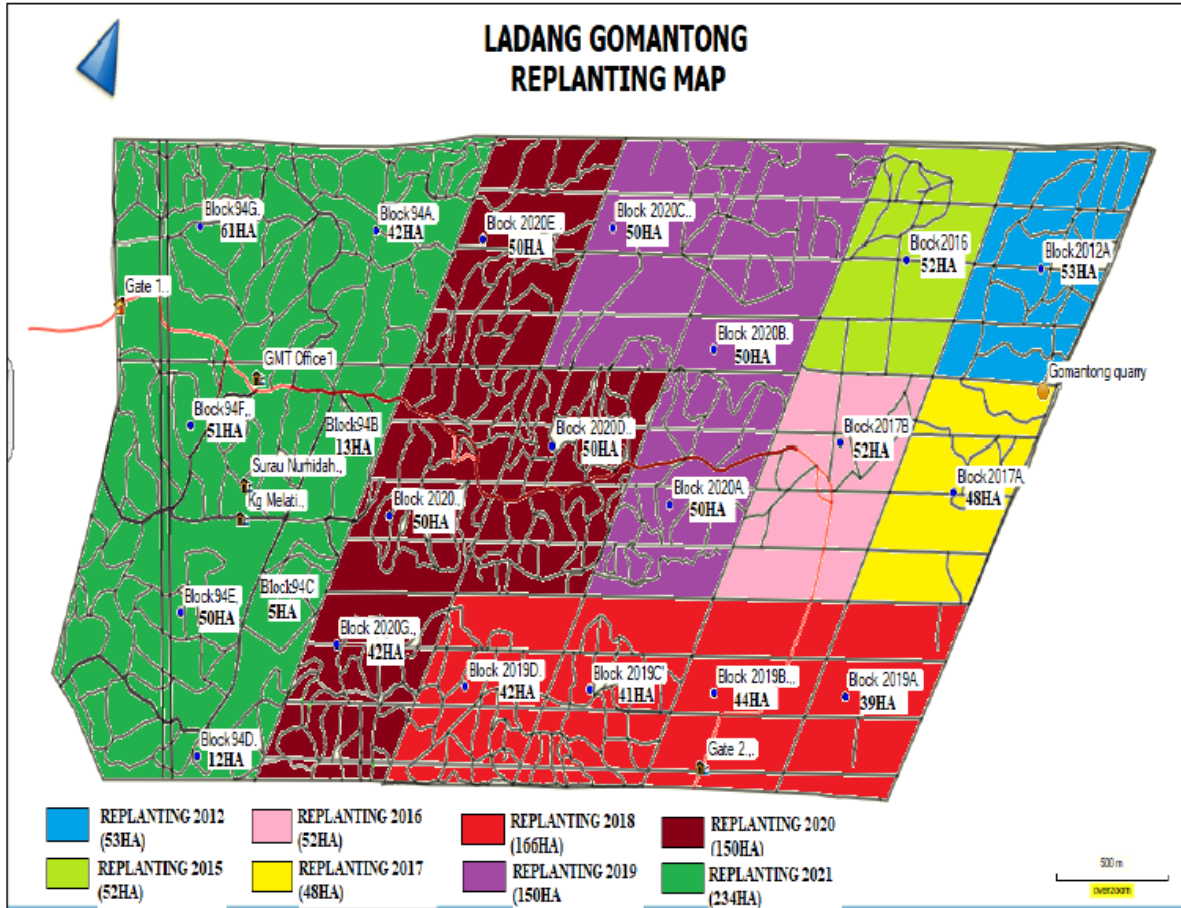 LADANG GOMANTONG
REPLANTING MAP
Block94G.
61HA
Block94A.
42HA
Block 2020E .
50HA
Block 2020C..
50HA
Block2016
52HA
Block2012A
53HA
Gate 1..
GMT Office1
Block 2020B.
50HA
Gomantong quarry
Block94F,.
51HA
Block94B
13HA
Block 2020D..
50HA
Block2017B
52HA
Surau Nurhidah.,
Kg Melati.,
Block 2020.,
50HA
Block 2020A.
50HA
Block2017A.
48HA
Block94E,
50HA
Block94C
5HA
Block 2020G.,
42HA
Block 2019D.
42HA
Block 2019C'
41HA
Block 2019B.,.
44HA
Block 2019A.
39HA
Block94D.
12HA
Gate 2.,.
REPLANTING 2012
(53HA)
REPLANTING 2016
(52HA)
REPLANTING 2018
(166HA)
REPLANTING 2020
(150HA)
REPLANTING 2015
(52HA)
REPLANTING 2017
(48HA)
REPLANTING 2019
(150HA
REPLANTING 2021
(234HA)
500 m
overzoom